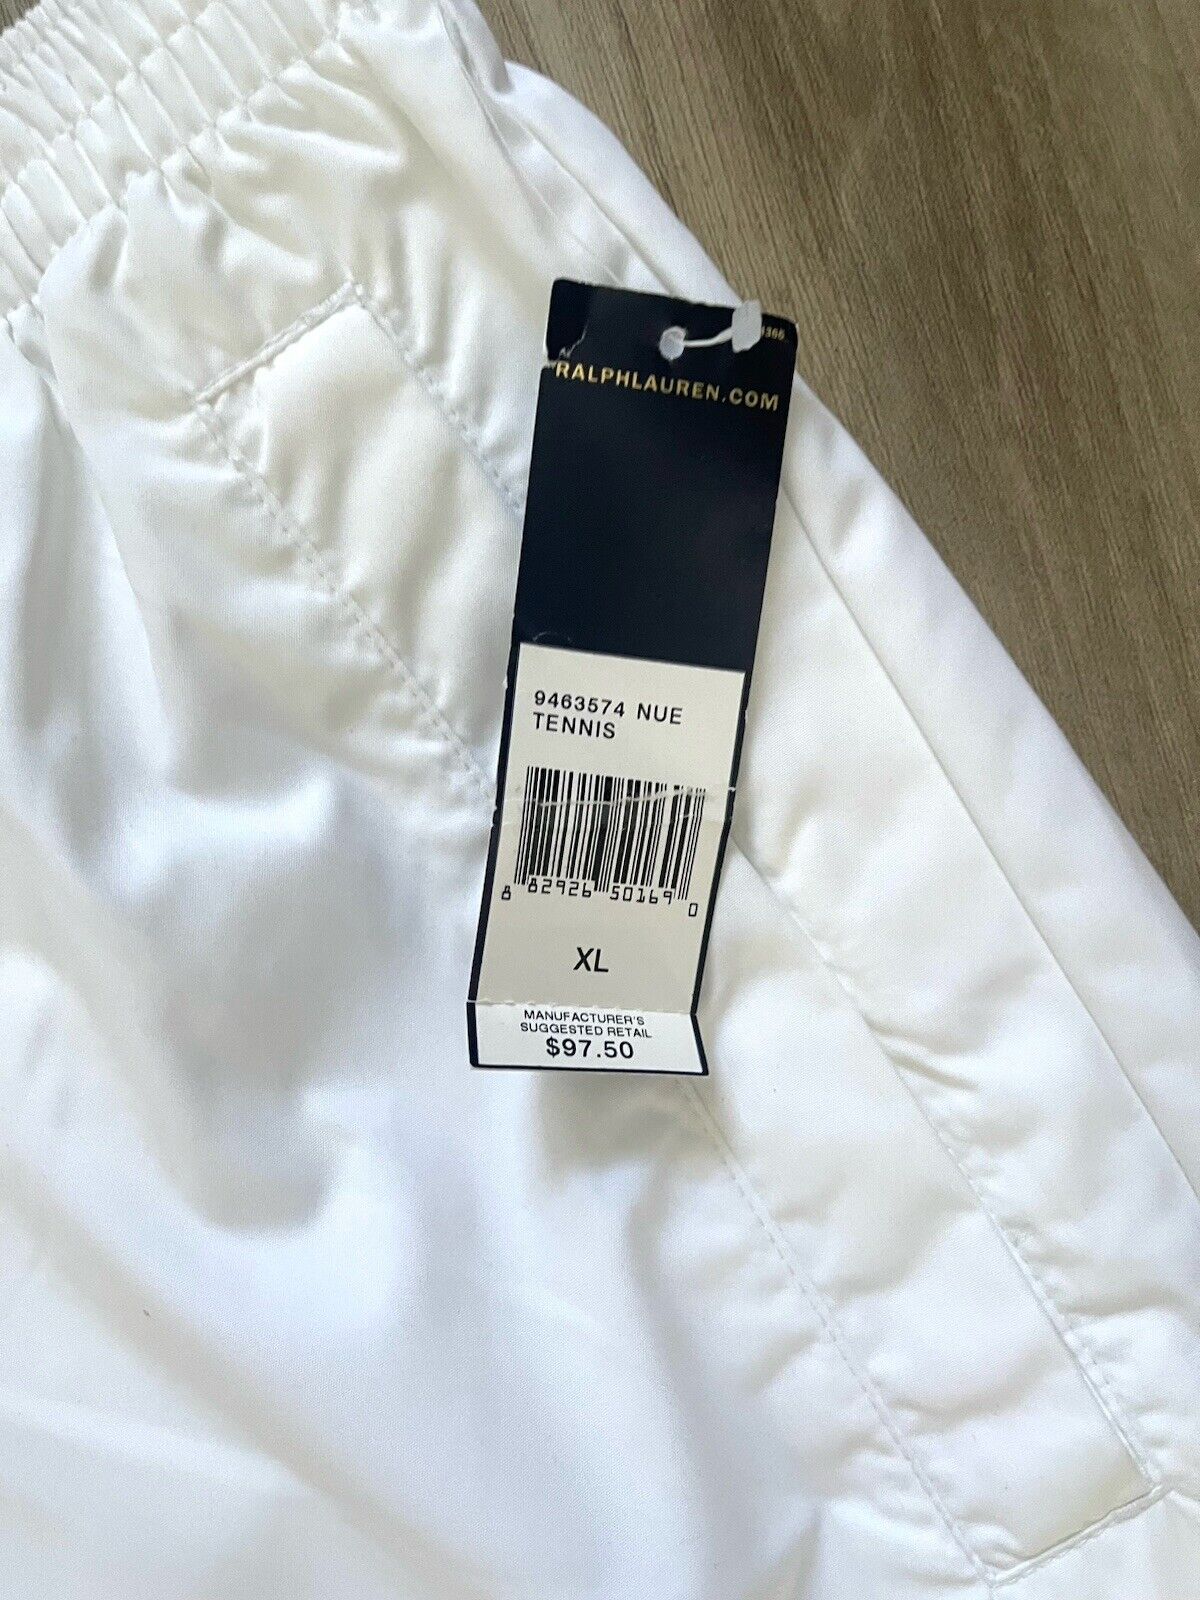 RALPHLAUREN.COM
9463574 NUE
TENNIS
8 82926 50169 0
XL
MANUFACTURER'S
SUGGESTED RETAIL
$97.50